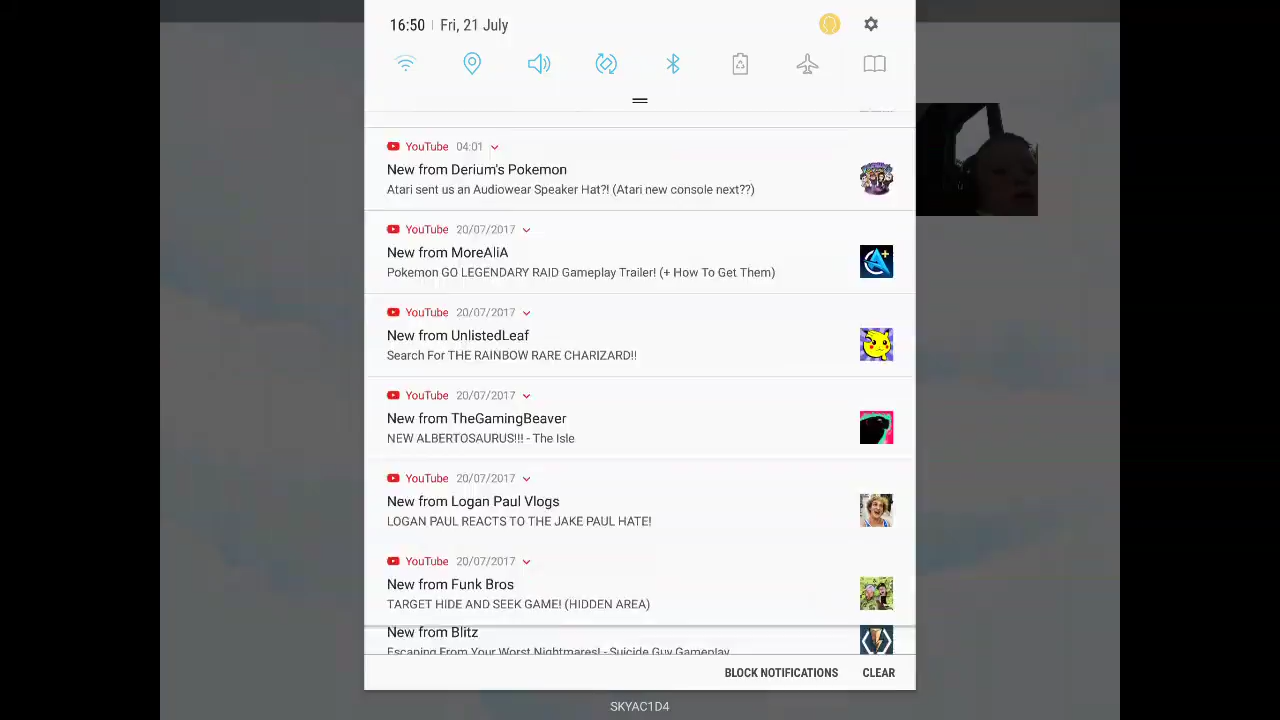 16:50 Fri, 21 July
YouTube 04:01
New from Derium's Pokemon
Atari sent us an Audiowear Speaker Hat?! (Atari new console next??)
YouTube 20/07/2017
New from MoreAliA
Pokemon GO LEGENDARY RAID Gameplay Trailer! (+ How To Get Them)
YouTube 20/07/2017
New from UnlistedLeaf
Search For THE RAINBOW RARE CHARIZARD!!
YouTube 20/07/2017
New from TheGamingBeaver
NEW ALBERTOSAURUS!!! - The Isle
YouTube 20/07/2017
New from Logan Paul Vlogs
LOGAN PAUL REACTS TO THE JAKE PAUL HATE!
YouTube 20/07/2017
New from Funk Bros
TARGET HIDE AND SEEK GAME! (HIDDEN AREA)
New from Blitz
Escaping From Your Worst Nightmares! - Suicide Guy Gameplay
BLOCK NOTIFICATIONS CLEAR
SKYAC1D4